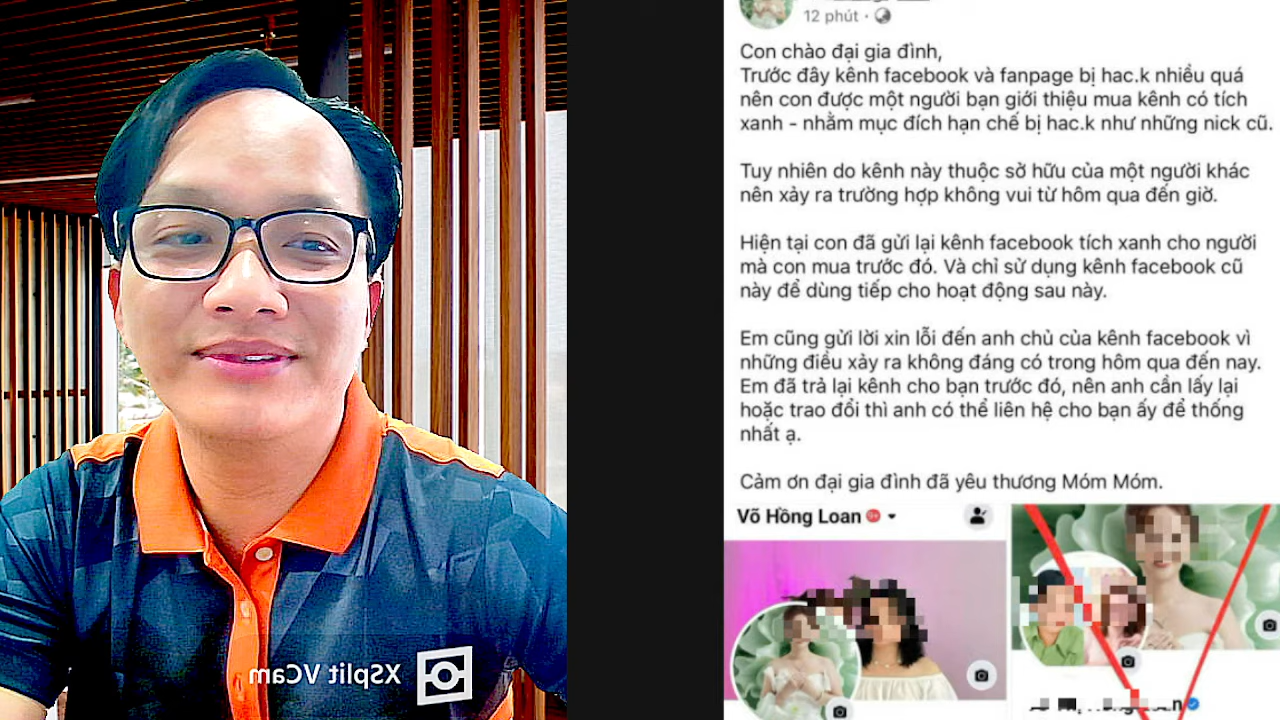 12 phút
Con chào đại gia đình,
Trước đây kênh facebook và fanpage bị hac.k nhiều quá
nên con được một người bạn giới thiệu mua kênh có tích
xanh - nhằm mục đích hạn chế bị hac.k như những nick cũ.
Tuy nhiên do kênh này thuộc sở hữu của một người khác
nên xảy ra trường hợp không vui từ hôm qua đến giờ.
Hiện tại con đã gửi lại kênh facebook tích xanh cho người
mà con mua trước đó. Và chỉ sử dụng kênh facebook cũ
này để dùng tiếp cho hoạt động sau này.
Em cũng gửi lời xin lỗi đến anh chủ của kênh facebook vì
những điều xảy ra không đáng có trong hôm qua đến nay.
Em đã trả lại kênh cho bạn trước đó, nên anh cần lấy lại
hoặc trao đổi thì anh có thể liên hệ cho bạn ấy để thống
nhất ạ.
Cảm ơn đại gia đình đã yêu thương Móm Móm.
Võ Hồng Loan 9+
XSplit VCam